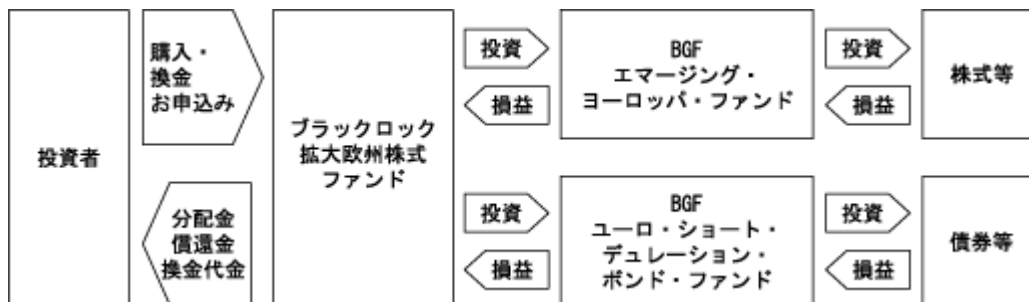 投資者
購入・
換金
お申込み
分配金
償還金
換金代金
ブラックロック
拡大欧州株式
ファンド
投資
損益
BGF
エマージング・
ヨーロッパ・ファンド
投資
損益
株式等
投資
損益
BGF
ユーロ・ショート・
デュレーション・
ボンド・ファンド
投資
損益
債券等